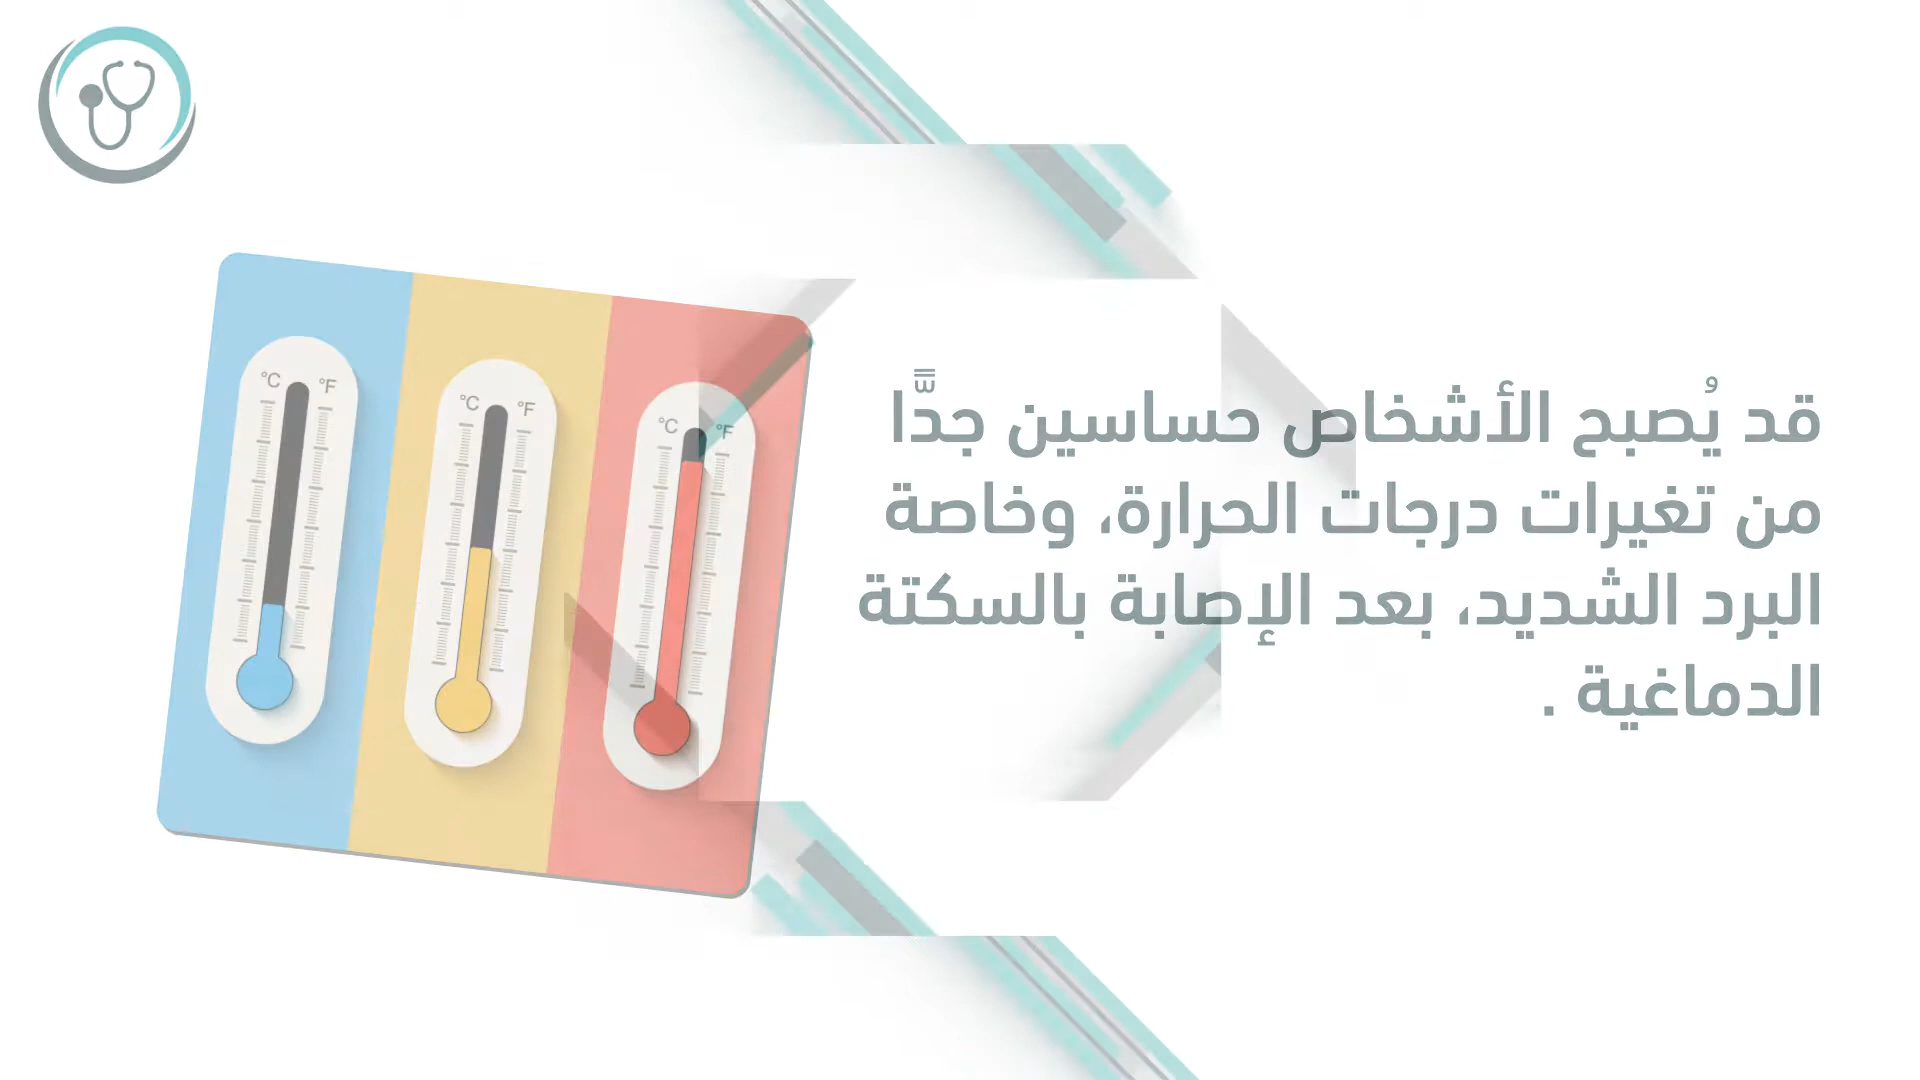 قد يُصبح الأشخاص حساسين جدًّا
من تغيرات درجات الحرارة، وخاصة
البرد الشديد، بعد الإصابة بالسكتة
الدماغية .
°C °F
°C °F
°C °F